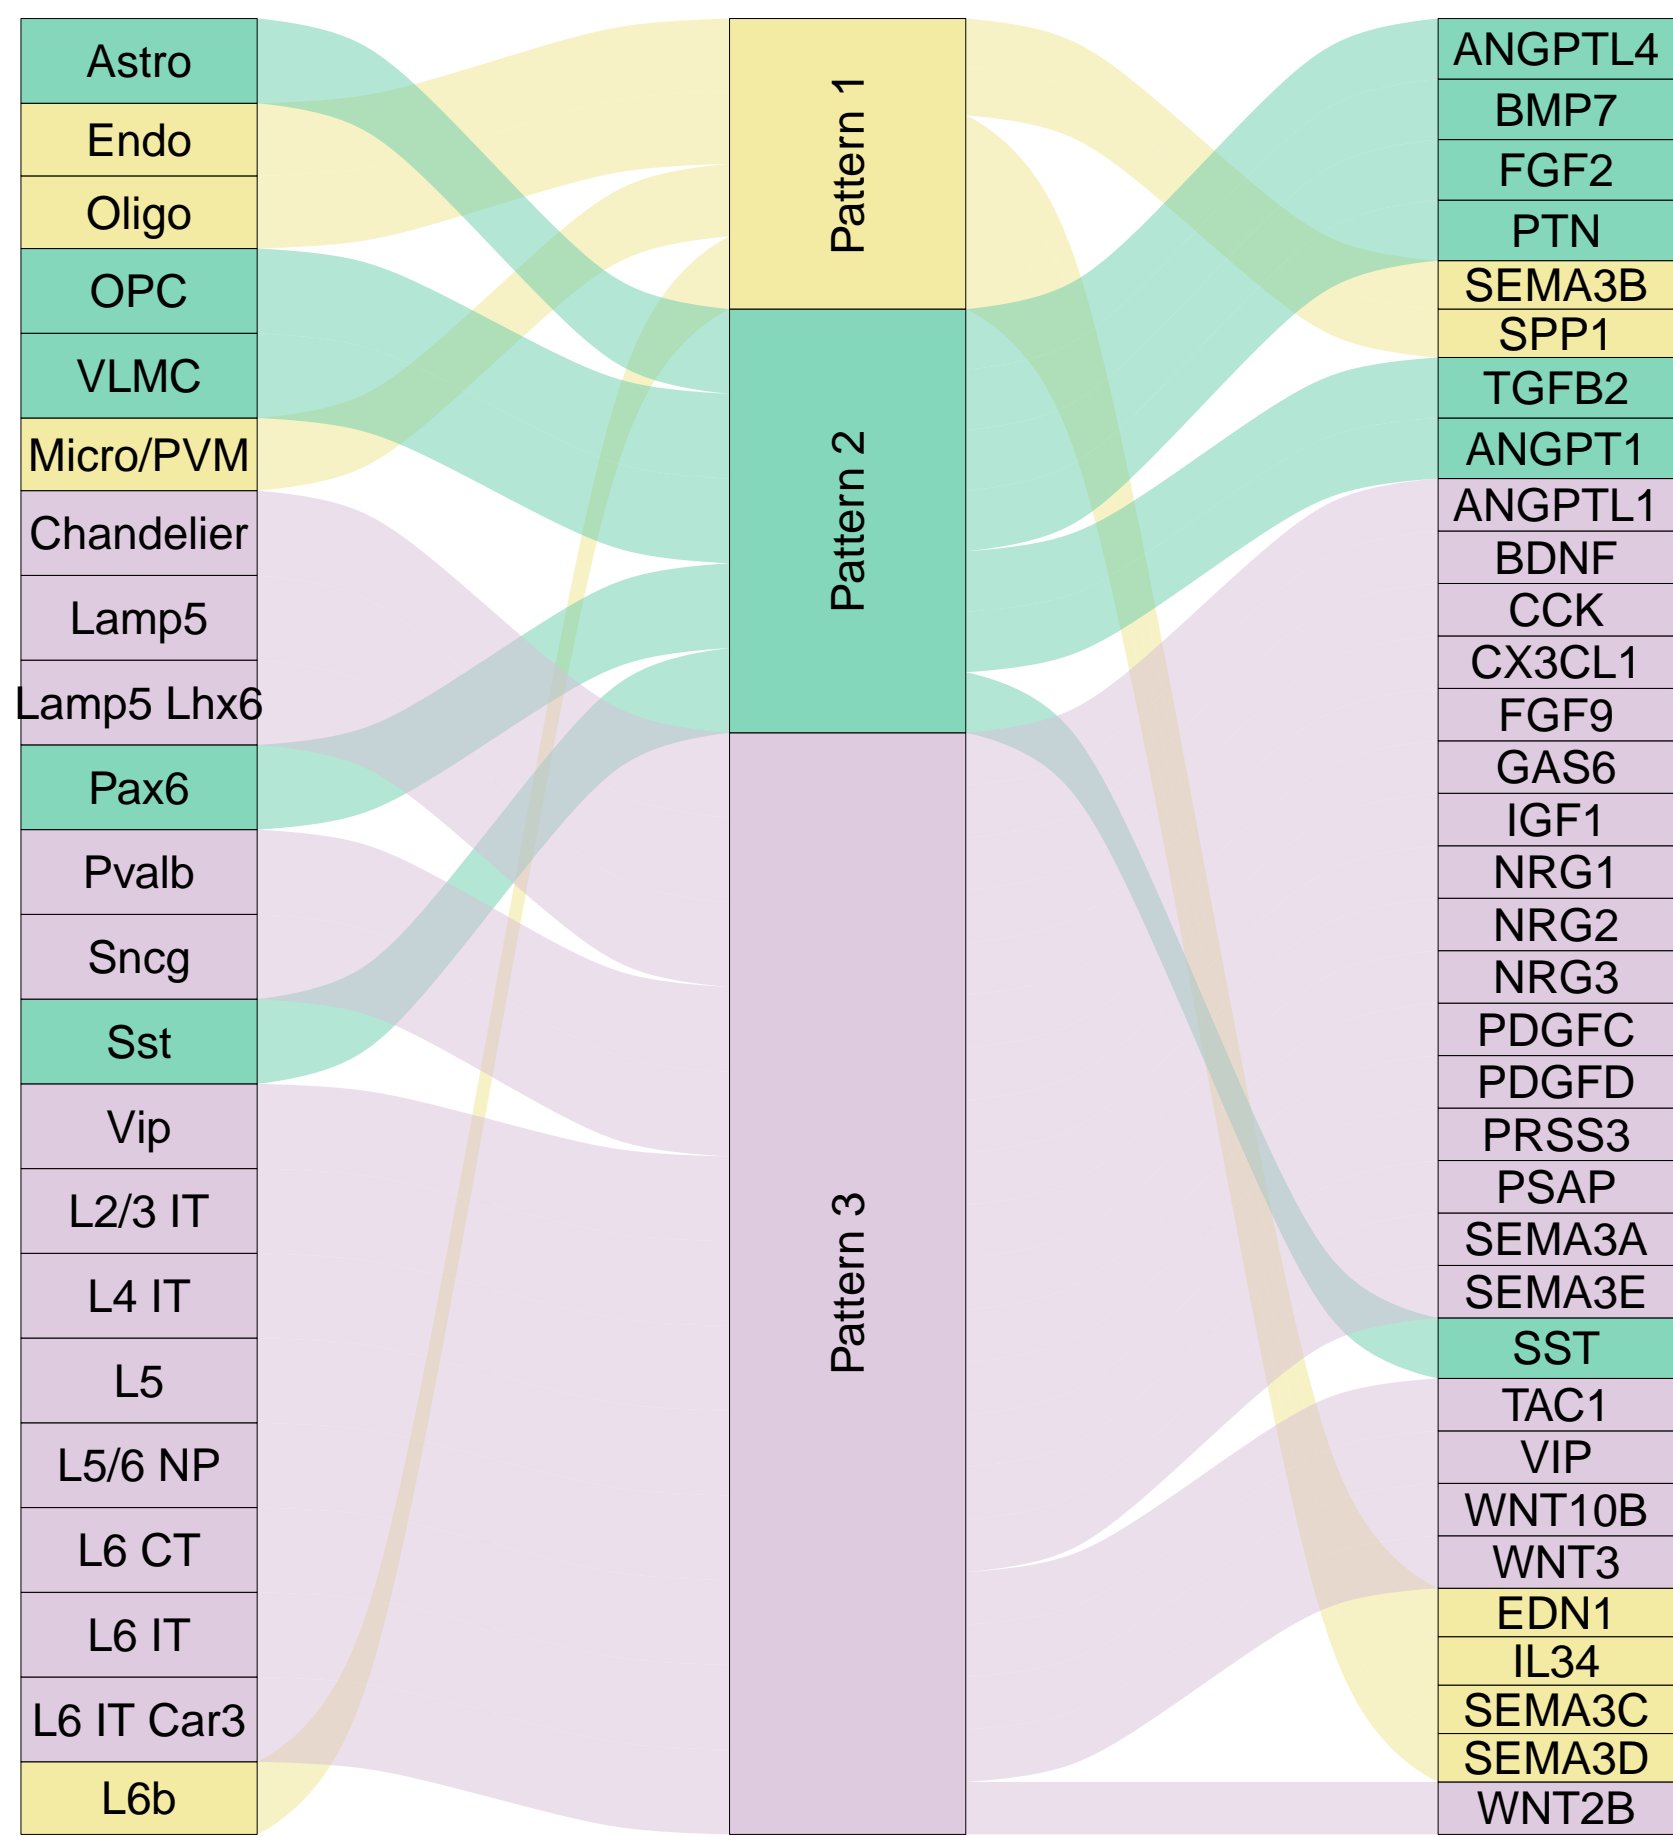 Astro
Endo
Oligo
OPC
VLMC
Micro/PVM
Chandelier
Lamp5
Lamp5 Lhx6
Pax6
Pvalb
Sncg
Sst
Vip
L2/3 IT
L4 IT
L5
L5/6 NP
L6 CT
L6 IT
L6 IT Car3
L6b
Pattern 1
Pattern 2
Pattern 3
ANGPTL4
BMP7
FGF2
PTN
SEMA3B
SPP1
TGFB2
ANGPT1
ANGPTL1
BDNF
CCK
CX3CL1
FGF9
GAS6
IGF1
NRG1
NRG2
NRG3
PDGFC
PDGFD
PRSS3
PSAP
SEMA3A
SEMA3E
SST
TAC1
VIP
WNT10B
WNT3
EDN1
IL34
SEMA3C
SEMA3D
WNT2B